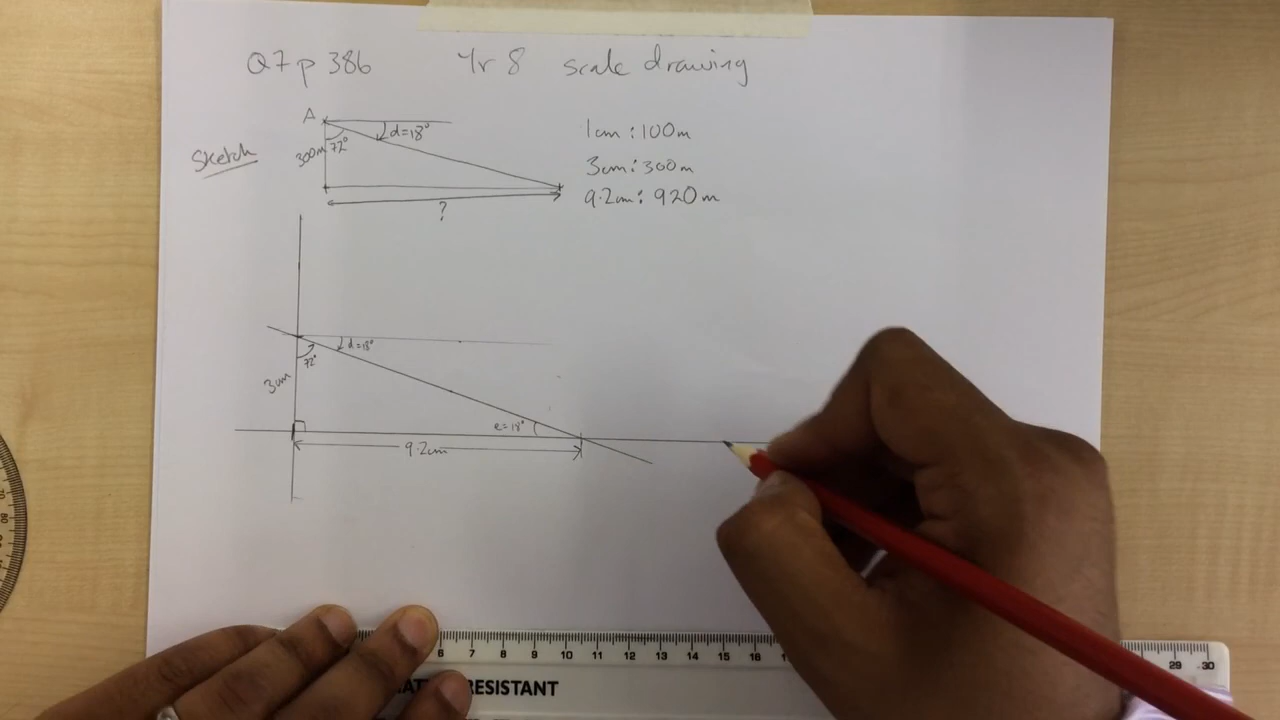 Q7 p 386 Yr 8 scale drawing
A
d=18°
Sketch
300m
72°
?
1cm : 100m
3cm : 300m
9.2cm : 920m
d=18°
72°
3cm
e=18°
9.2cm
6 7 8 9 10 11 12 13 14 15 16 29 30
RESISTANT